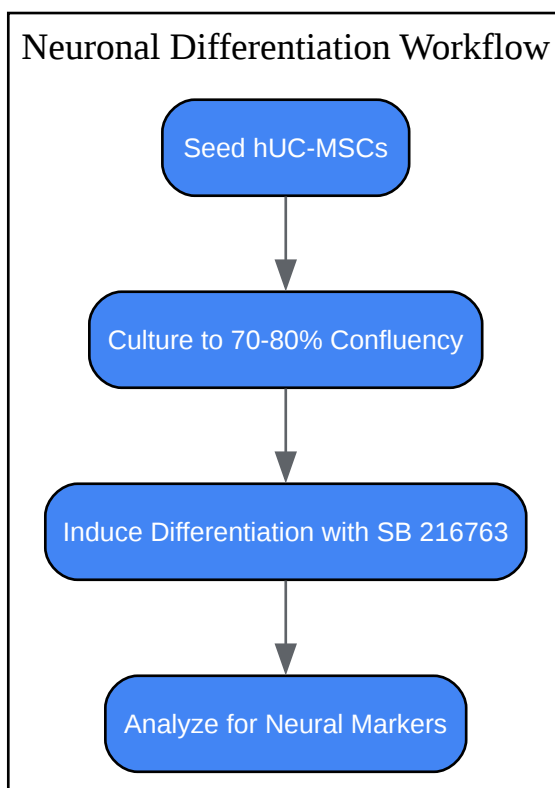 Neuronal Differentiation Workflow
Seed hUC-MSCs
Culture to 70-80% Confluency
Induce Differentiation with SB 216763
Analyze for Neural Markers